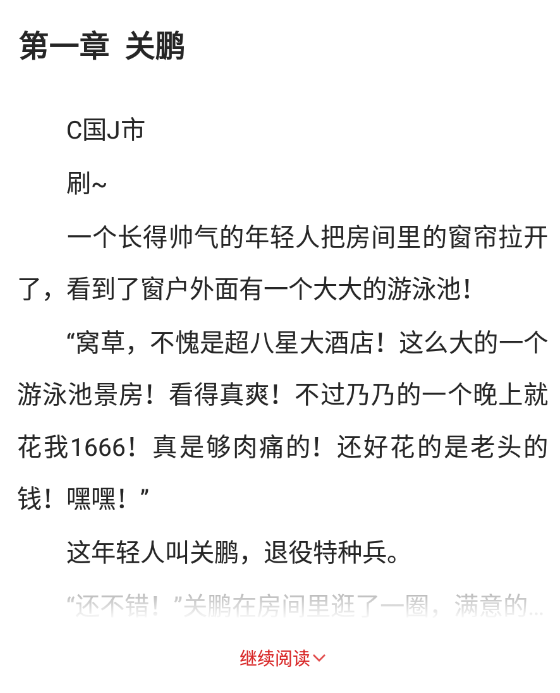 第一章 关鹏
C国J市
刷~
一个长得帅气的年轻人把房间里的窗帘拉开
了，看到了窗户外面有一个大大的游泳池！
“窝草，不愧是超八星大酒店！这么大的一个
游泳池景房！看得真爽！不过乃乃的一个晚上就
花我1666！真是够肉痛的！还好花的是老头的
钱！嘿嘿！”
这年轻人叫关鹏，退役特种兵。
“还不错！”关鹏在房间里逛了一圈，满意的...
继续阅读